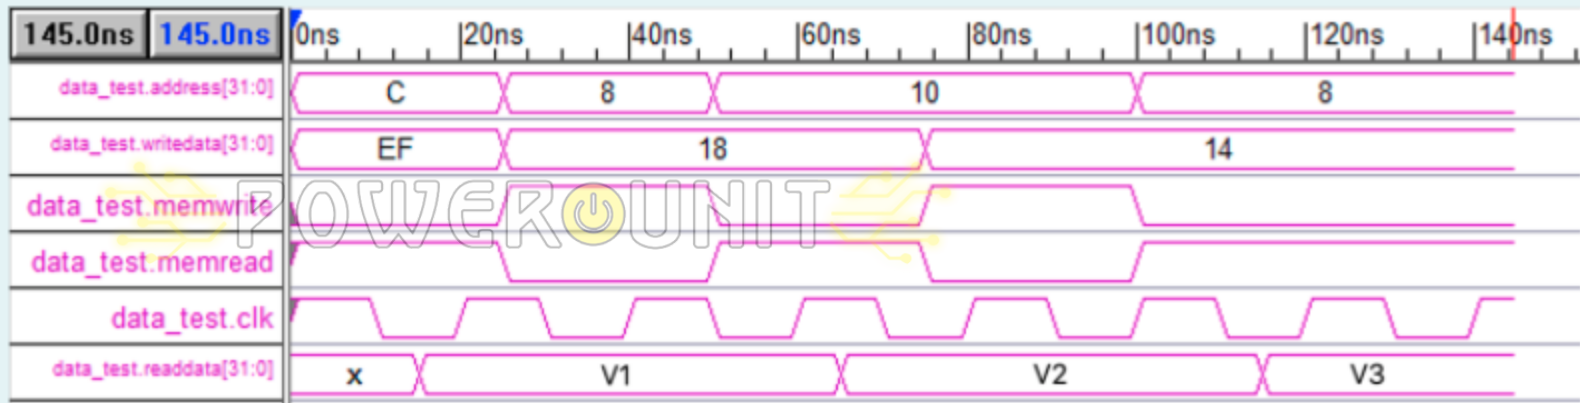 145.0ns 145.0ns 0ns 20ns 40ns 60ns 80ns 100ns 120ns 140ns
data_test.address[31:0] C 8 10 8
data_test.writedata[31:0] EF 18 14
data_test.memwrite
POWER UNIT
data_test.memread
data_test.clk
data_test.readdata[31:0] x V1 V2 V3